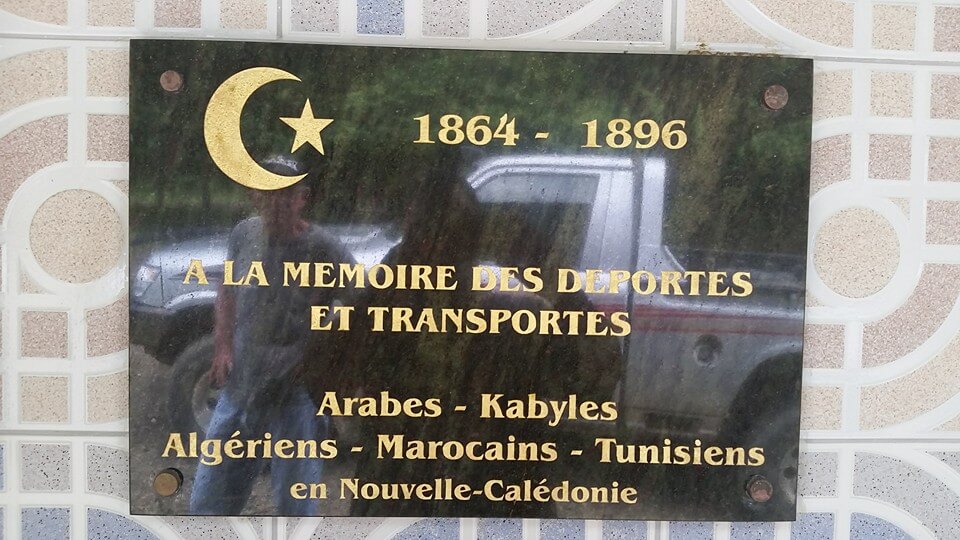 1864 - 1896
A LA MEMOIRE DES DEPORTES
ET TRANSPORTES
Arabes - Kabyles
Algériens - Marocains - Tunisiens
en Nouvelle-Calédonie